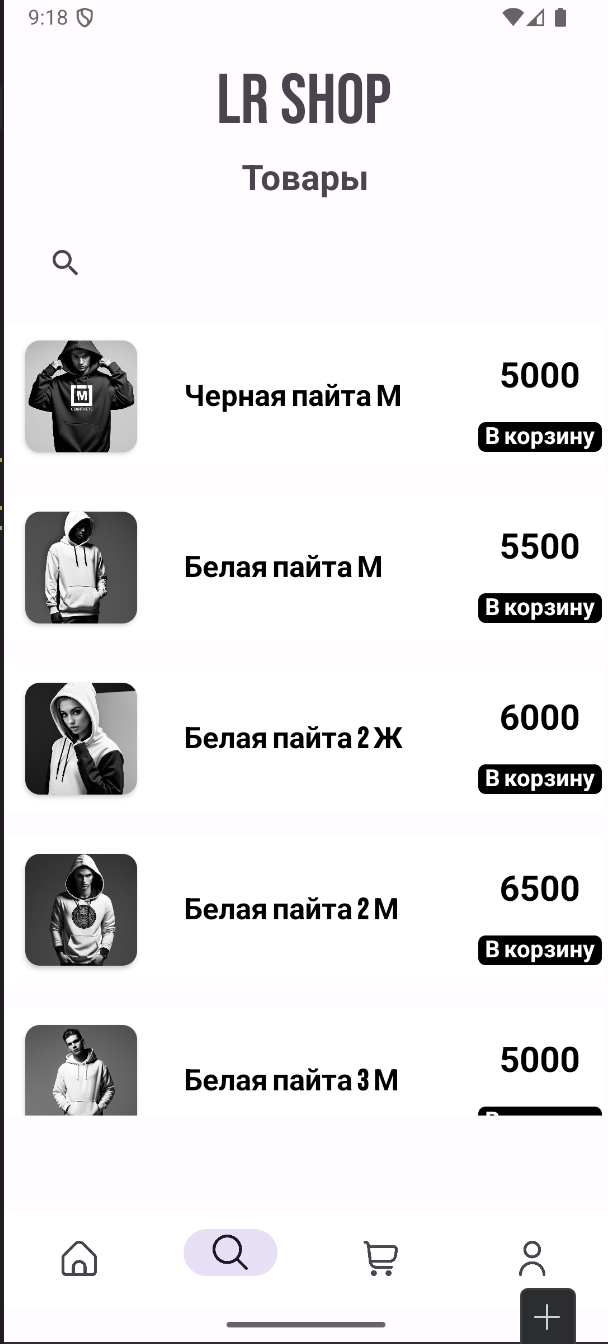 9:18
LR SHOP
Товары
Черная пайта М
5000
В корзину
Белая пайта М
5500
В корзину
Белая пайта 2 Ж
6000
В корзину
Белая пайта 2 М
6500
В корзину
Белая пайта 3 М
5000